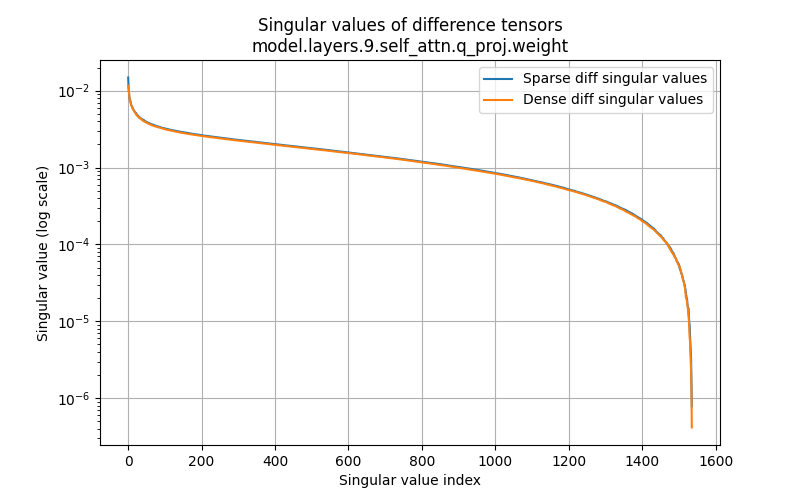 Singular values of difference tensors
model.layers.9.self_attn.q_proj.weight
Sparse diff singular values
Dense diff singular values
Singular value (log scale)
10⁻²
10⁻³
10⁻⁴
10⁻⁵
10⁻⁶
0 200 400 600 800 1000 1200 1400 1600
Singular value index